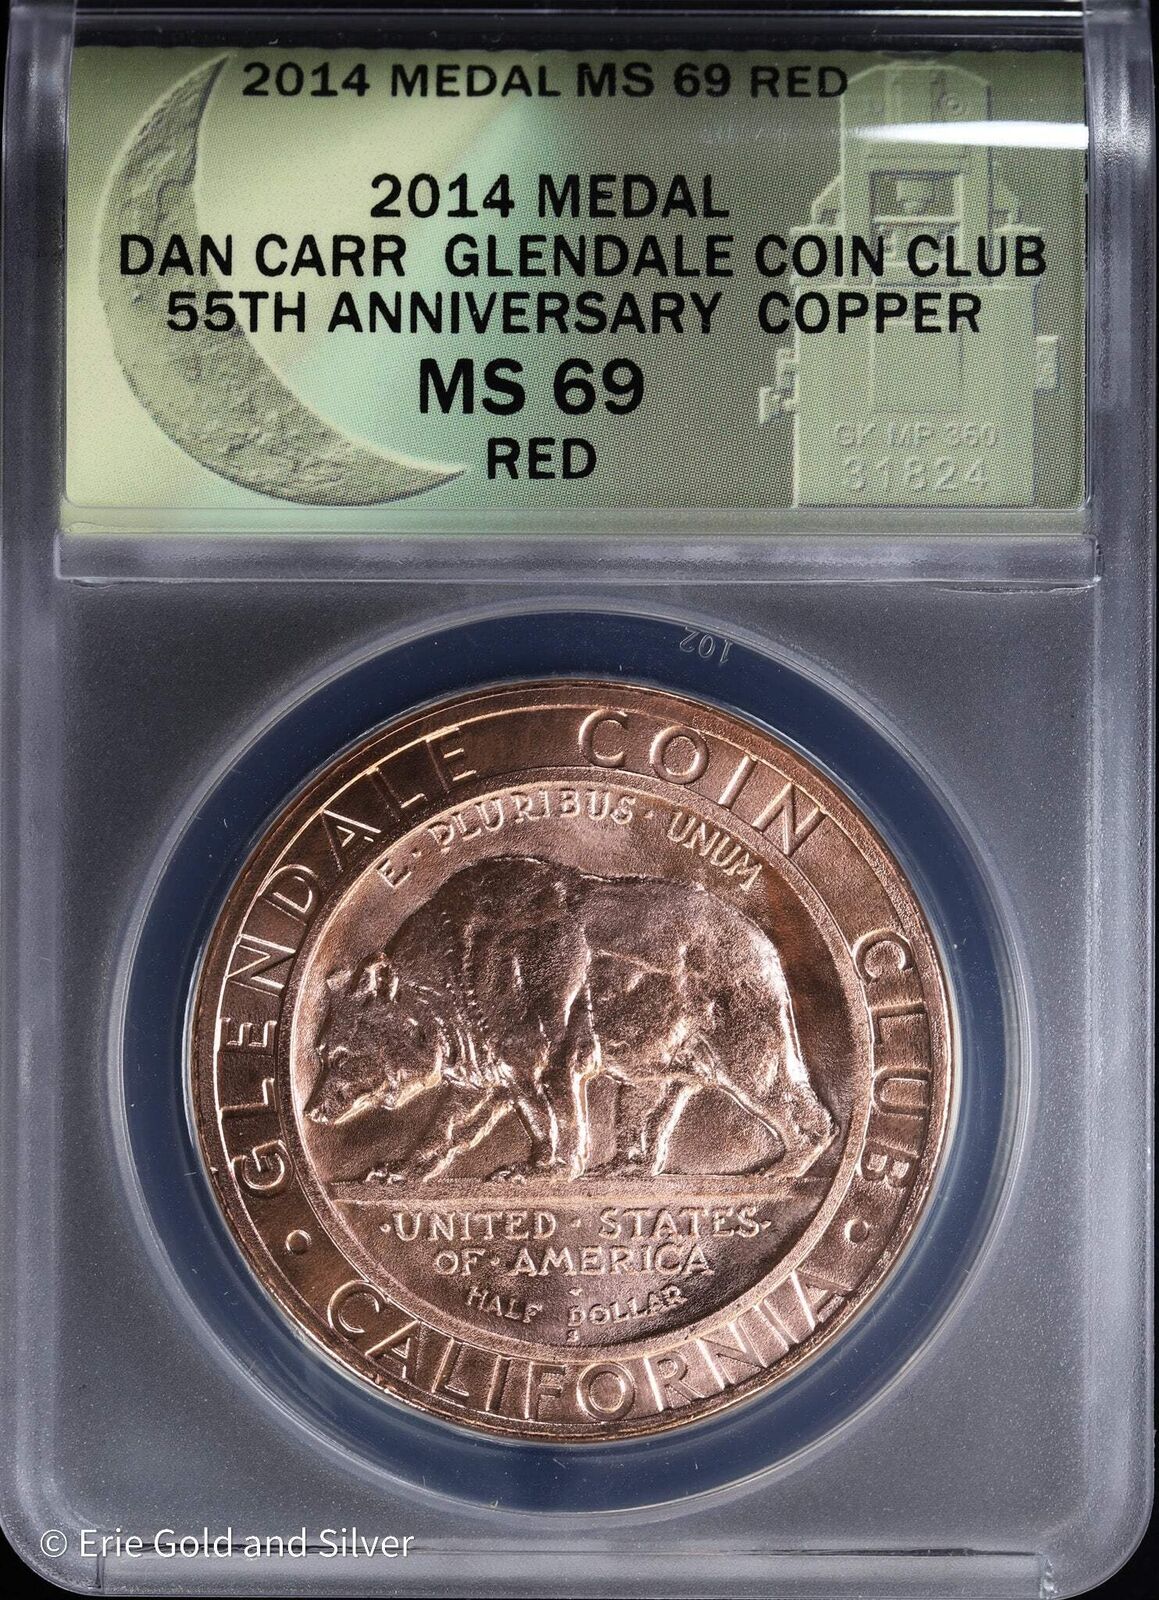 2014 MEDAL MS 69 RED
2014 MEDAL
DAN CARR GLENDALE COIN CLUB
55TH ANNIVERSARY COPPER
MS 69
RED
GK MP 360
31824
102
GLENDALE COIN CLUB
E · PLURIBUS · UNUM
· UNITED · STATES ·
OF · AMERICA
HALF DOLLAR
S
· CALIFORNIA ·
© Erie Gold and Silver